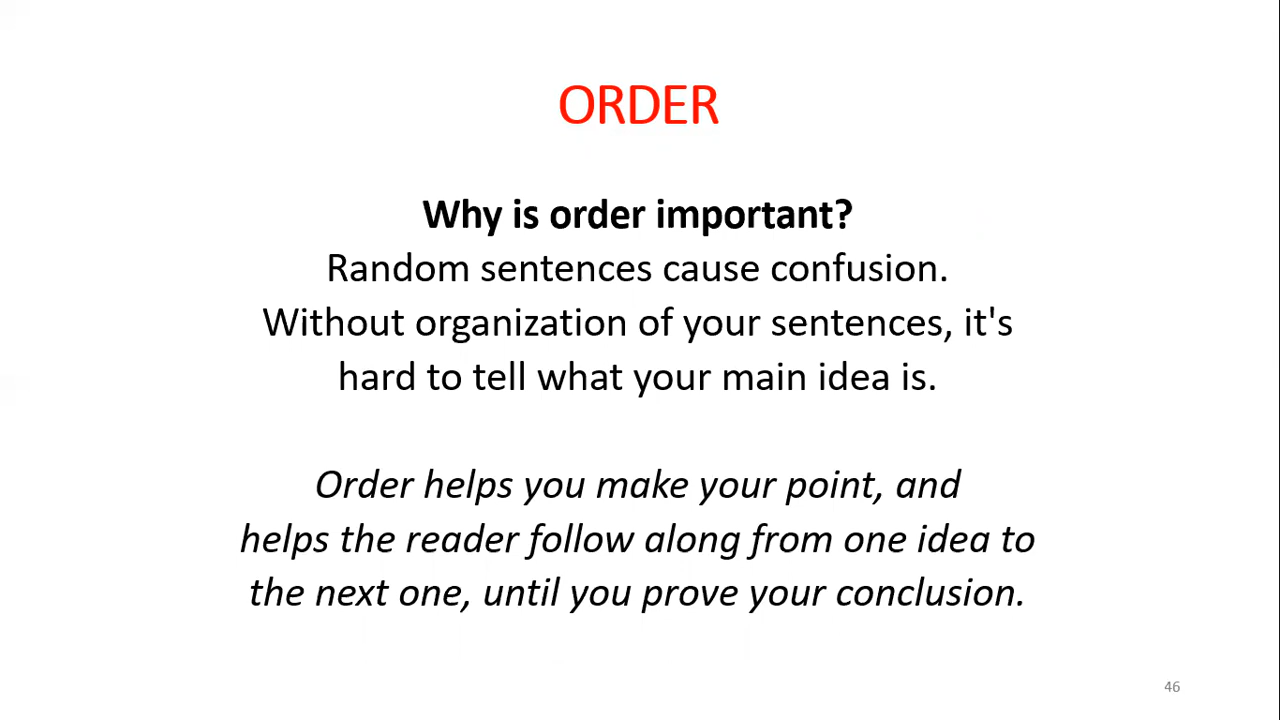 ORDER
Why is order important?
Random sentences cause confusion.
Without organization of your sentences, it's
hard to tell what your main idea is.
Order helps you make your point, and
helps the reader follow along from one idea to
the next one, until you prove your conclusion.
46